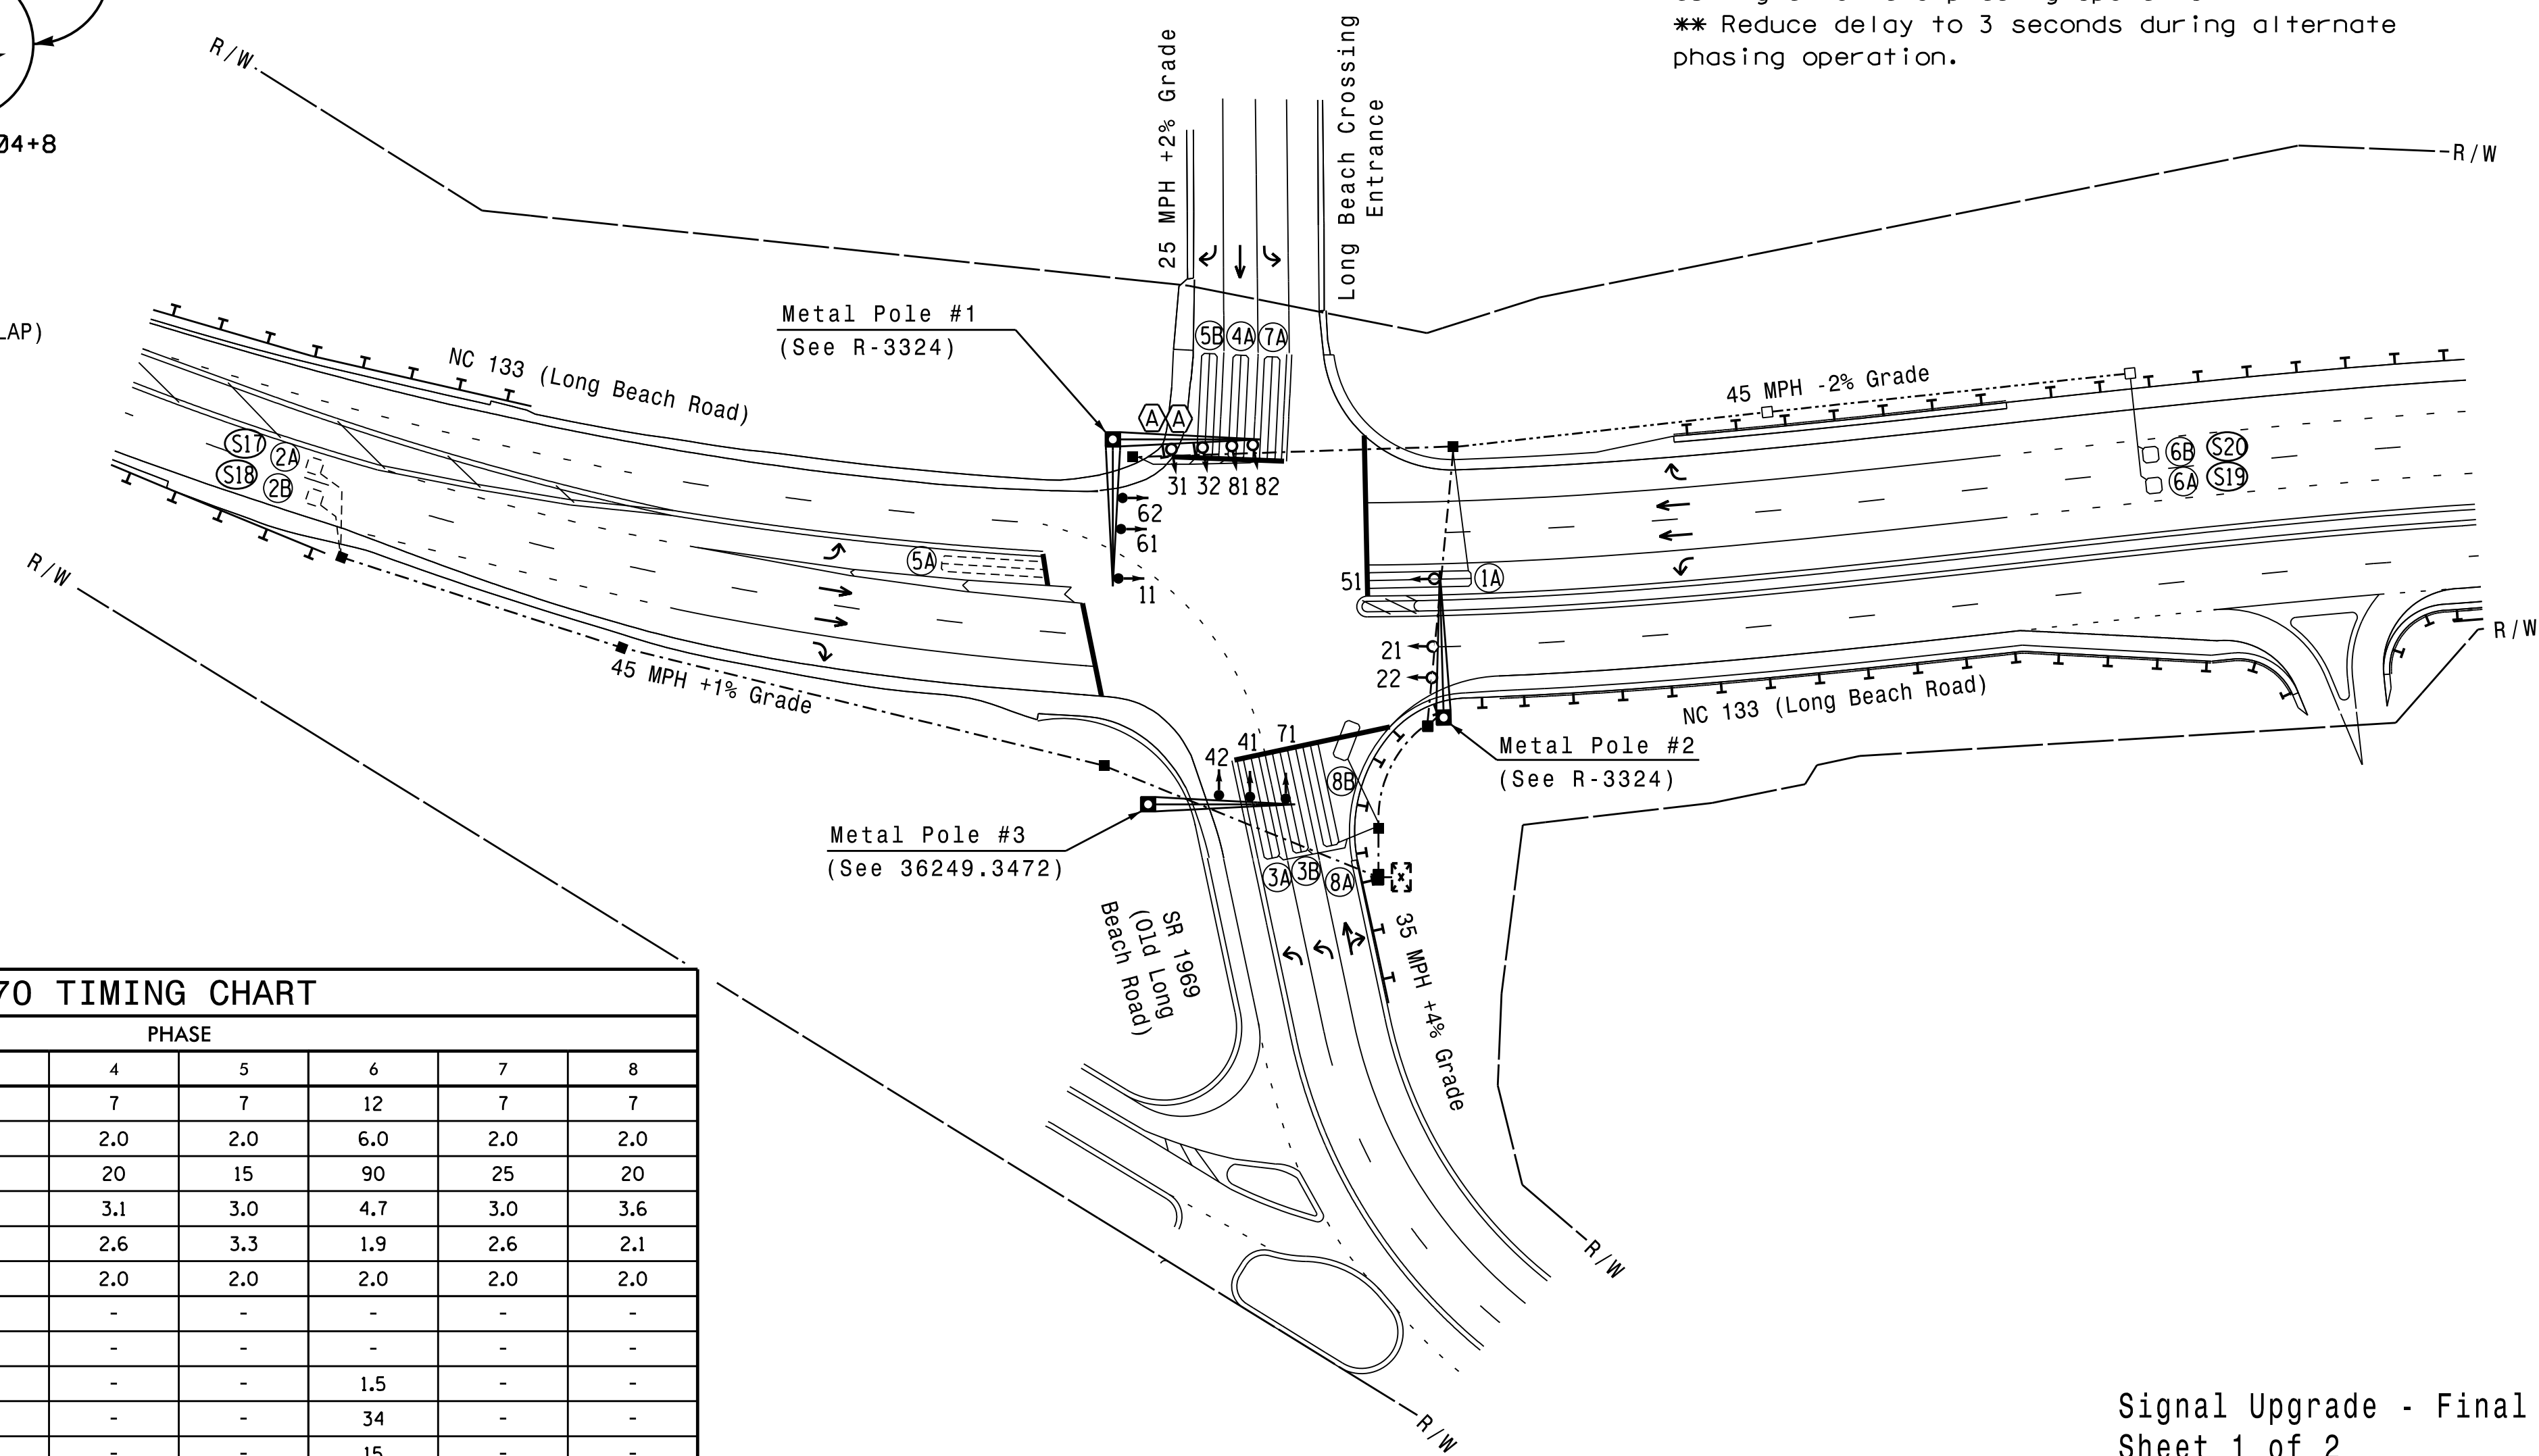 ** Reduce delay to 3 seconds during alternate
phasing operation.
R/W
04+8
LAP)
25 MPH +2% Grade
Long Beach Crossing
Entrance
R/W
Metal Pole #1
(See R-3324)
NC 133 (Long Beach Road)
45 MPH -2% Grade
5B 4A 7A
A A
31 32 81 82
62
61
11
S17 2A
S18 2B
5A
6B S20
6A S19
51
1A
21
22
R/W
R/W
45 MPH +1% Grade
NC 133 (Long Beach Road)
Metal Pole #2
(See R-3324)
42 41 71
8B
Metal Pole #3
(See 36249.3472)
3A 3B 8A
SR 1969
(Old Long
Beach Road)
35 MPH +4% Grade
R/W
R/W
70 TIMING CHART
PHASE
4 5 6 7 8
7 7 12 7 7
2.0 2.0 6.0 2.0 2.0
20 15 90 25 20
3.1 3.0 4.7 3.0 3.6
2.6 3.3 1.9 2.6 2.1
2.0 2.0 2.0 2.0 2.0
- - - - -
- - - - -
- - 1.5 - -
- - 34 - -
- - 15 - -
Signal Upgrade - Final
Sheet 1 of 2